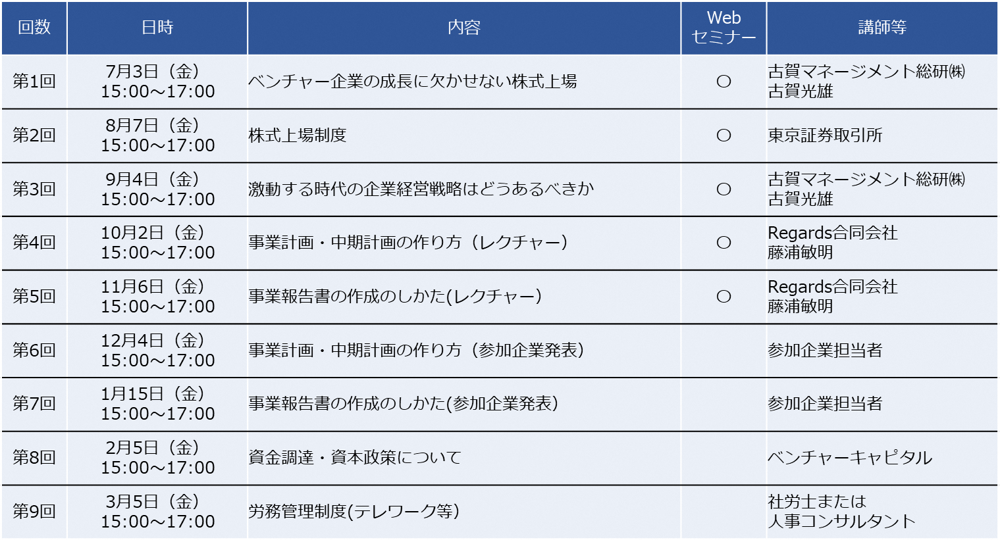 回数
日時
内容
Web
セミナー
講師等
第1回
7月3日（金）
15:00～17:00
ベンチャー企業の成長に欠かせない株式上場
〇
古賀マネージメント総研㈱
古賀光雄
第2回
8月7日（金）
15:00～17:00
株式上場制度
〇
東京証券取引所
第3回
9月4日（金）
15:00～17:00
激動する時代の企業経営戦略はどうあるべきか
〇
古賀マネージメント総研㈱
古賀光雄
第4回
10月2日（金）
15:00～17:00
事業計画・中期計画の作り方（レクチャー）
〇
Regards合同会社
藤浦敏明
第5回
11月6日（金）
15:00～17:00
事業報告書の作成のしかた(レクチャー）
〇
Regards合同会社
藤浦敏明
第6回
12月4日（金）
15:00～17:00
事業計画・中期計画の作り方（参加企業発表）
参加企業担当者
第7回
1月15日（金）
15:00～17:00
事業報告書の作成のしかた(参加企業発表）
参加企業担当者
第8回
2月5日（金）
15:00～17:00
資金調達・資本政策について
ベンチャーキャピタル
第9回
3月5日（金）
15:00～17:00
労務管理制度(テレワーク等）
社労士または
人事コンサルタント